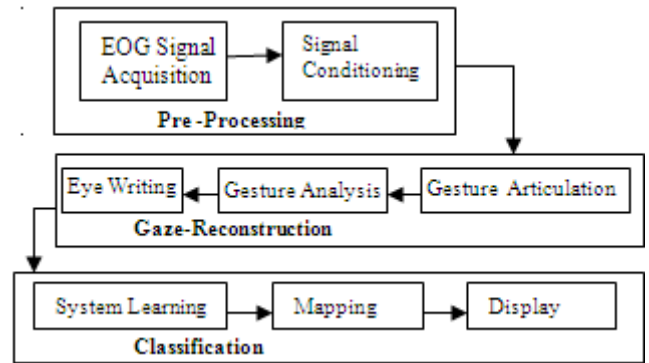 EOG Signal
Acquisition
Signal
Conditioning
Pre -Processing
Eye Writing
Gesture Analysis
Gesture Articulation
Gaze-Reconstruction
System Learning
Mapping
Display
Classification